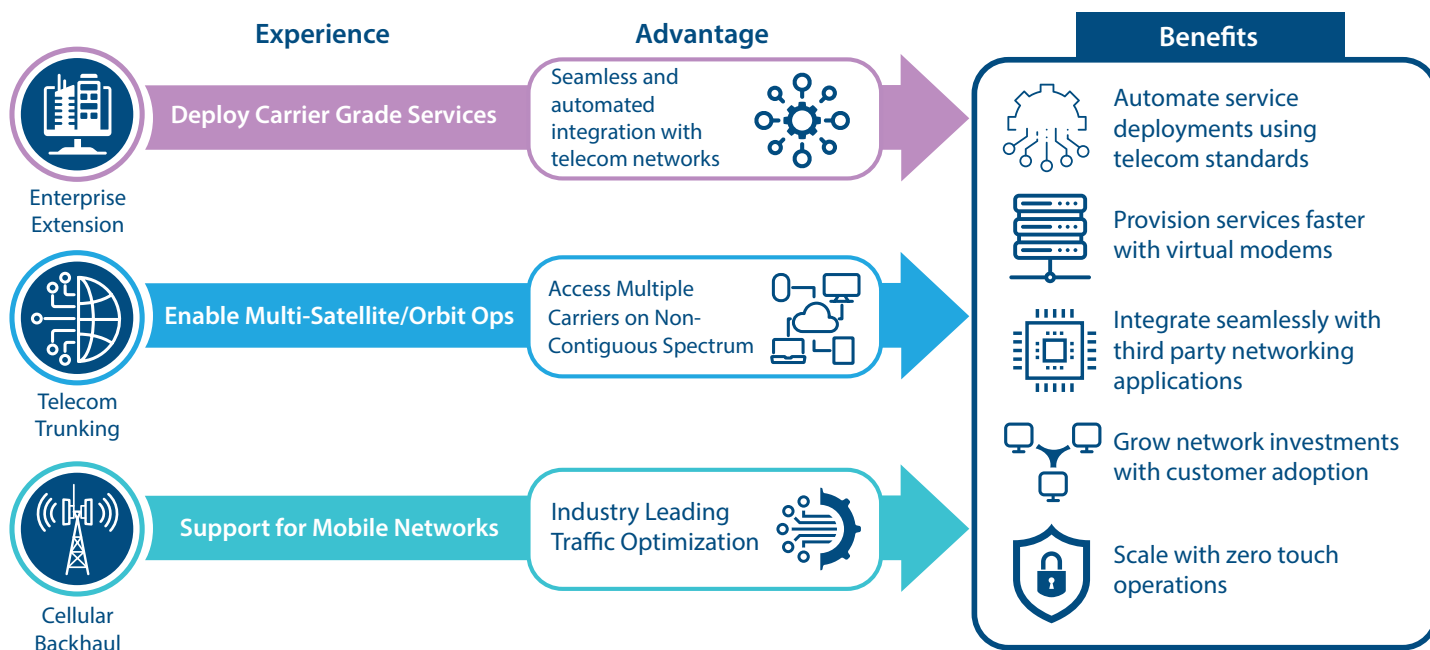 Experience
Advantage
Benefits
Enterprise
Extension
Deploy Carrier Grade Services
Seamless and
automated
integration with
telecom networks
Telecom
Trunking
Enable Multi-Satellite/Orbit Ops
Access Multiple
Carriers on Non-
Contiguous Spectrum
Cellular
Backhaul
Support for Mobile Networks
Industry Leading
Traffic Optimization
Automate service
deployments using
telecom standards
Provision services faster
with virtual modems
Integrate seamlessly with
third party networking
applications
Grow network investments
with customer adoption
Scale with zero touch
operations